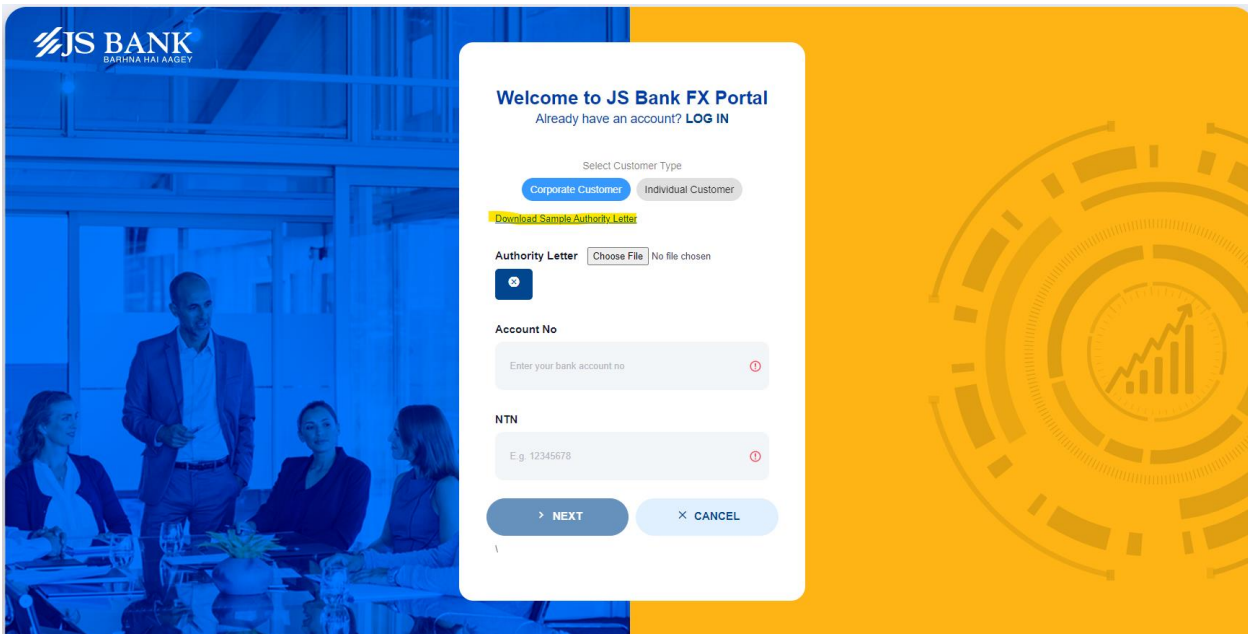 JS BANK
BARHNA HAI AAGEY
Welcome to JS Bank FX Portal
Already have an account? LOG IN
Select Customer Type
Corporate Customer Individual Customer
Download Sample Authority Letter
Authority Letter Choose File No file chosen
Account No
Enter your bank account no
NTN
E.g. 12345678
NEXT CANCEL
\